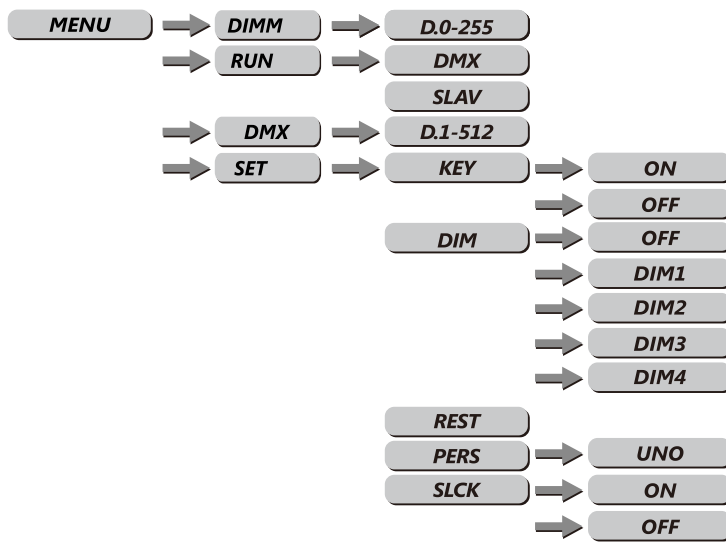 MENU DIMM D.0-255
RUN DMX
SLAV
DMX D.1-512
SET KEY ON
OFF
DIM OFF
DIM1
DIM2
DIM3
DIM4
REST
PERS UNO
SLCK ON
OFF